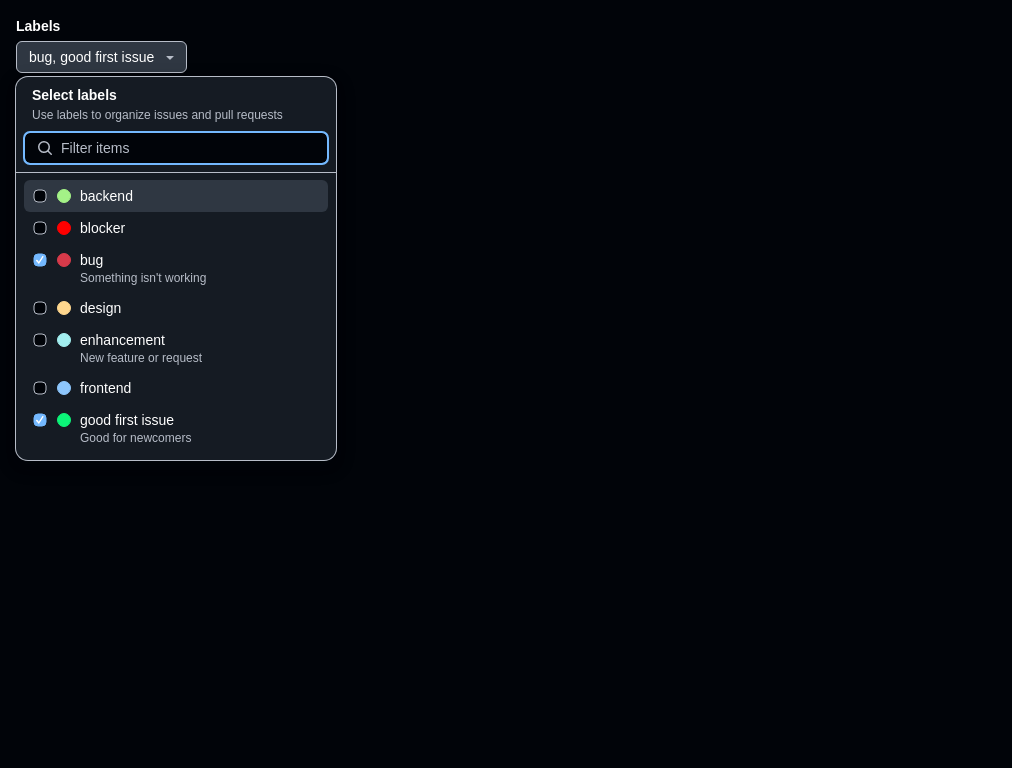 Labels
bug, good first issue
Select labels
Use labels to organize issues and pull requests
Filter items
backend
blocker
bug
Something isn't working
design
enhancement
New feature or request
frontend
good first issue
Good for newcomers